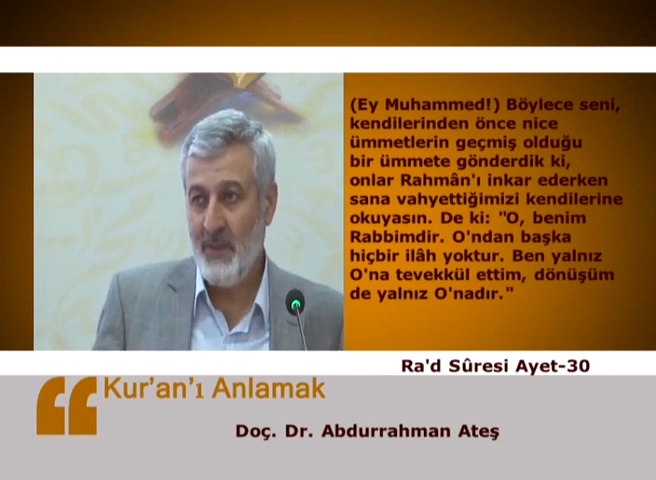 (Ey Muhammed!) Böylece seni,
kendilerinden önce nice
ümmetlerin geçmiş olduğu
bir ümmete gönderdik ki,
onlar Rahmân'ı inkar ederken
sana vahyettiğimizi kendilerine
okuyasın. De ki: "O, benim
Rabbimdir. O'ndan başka
hiçbir ilâh yoktur. Ben yalnız
O'na tevekkül ettim, dönüşüm
de yalnız O'nadır."
Ra'd Sûresi Ayet-30
Kur’an’ı Anlamak
Doç. Dr. Abdurrahman Ateş